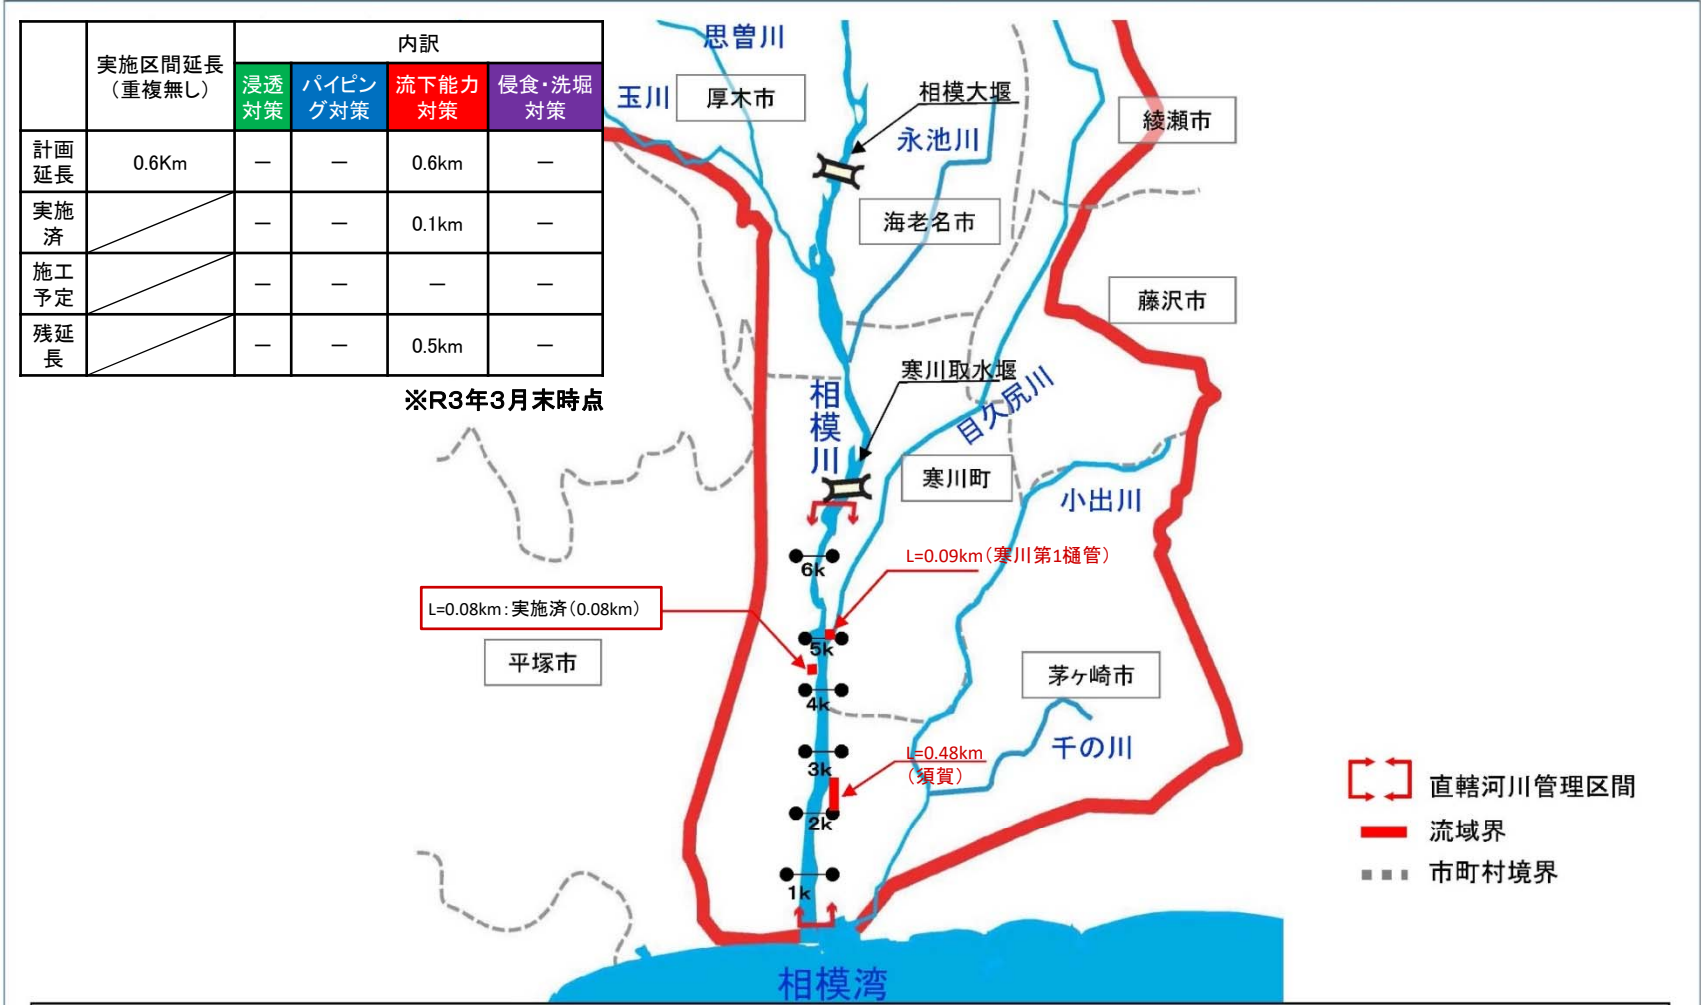 内訳
実施区間延長
（重複無し）
浸透
対策
パイピン
グ対策
流下能力
対策
侵食・洗堀
対策
計画
延長
0.6Km
－
－
0.6km
－
実施
済
－
－
0.1km
－
施工
予定
－
－
－
－
残延
長
－
－
0.5km
－
※R3年3月末時点
思曽川
玉川
厚木市
相模大堰
永池川
綾瀬市
海老名市
藤沢市
寒川取水堰
相模川
目久尻川
寒川町
小出川
L=0.09km（寒川第1樋管）
6k
L=0.08km：実施済（0.08km）
5k
平塚市
茅ヶ崎市
4k
千の川
L=0.48km
（須賀）
3k
2k
1k
相模湾
直轄河川管理区間
流域界
市町村境界